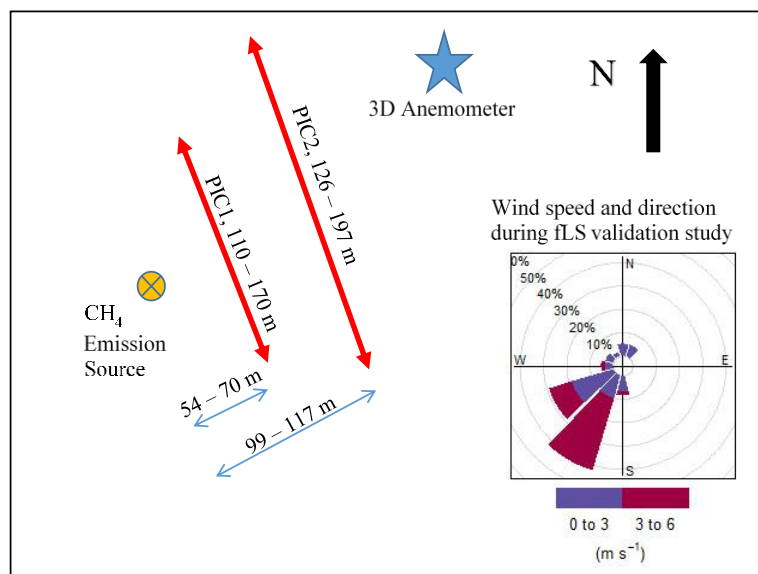 N
3D Anemometer
PIC2, 126 – 197 m
PIC1, 110 – 170 m
CH₄
Emission
Source
54 – 70 m
99 – 117 m
Wind speed and direction
during fLS validation study
0%
50%
40%
30%
20%
10%
N
W
E
S
0 to 3
3 to 6
(m s⁻¹)